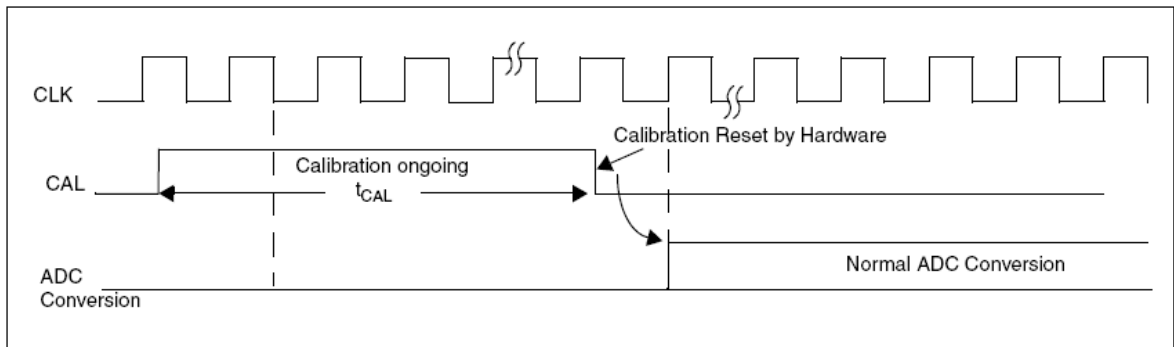 CLK
Calibration Reset by Hardware
Calibration ongoing
CAL
tCAL
Normal ADC Conversion
ADC
Conversion